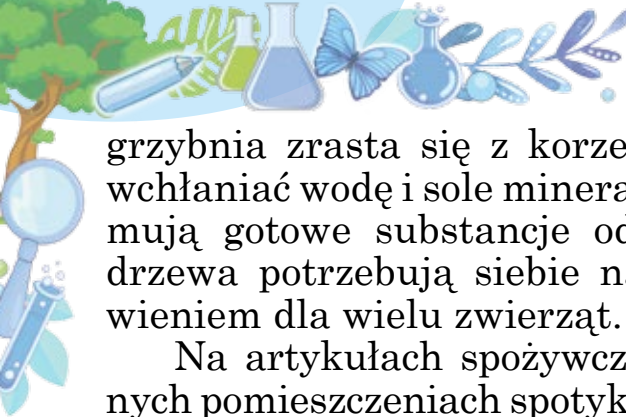 grzybnia zrasta się z korze
wchłaniać wodę i sole minera
mują gotowe substancje od
drzewa potrzebują siebie na
wieniem dla wielu zwierząt.
Na artykułach spożywcz
nych pomieszczeniach spotyk